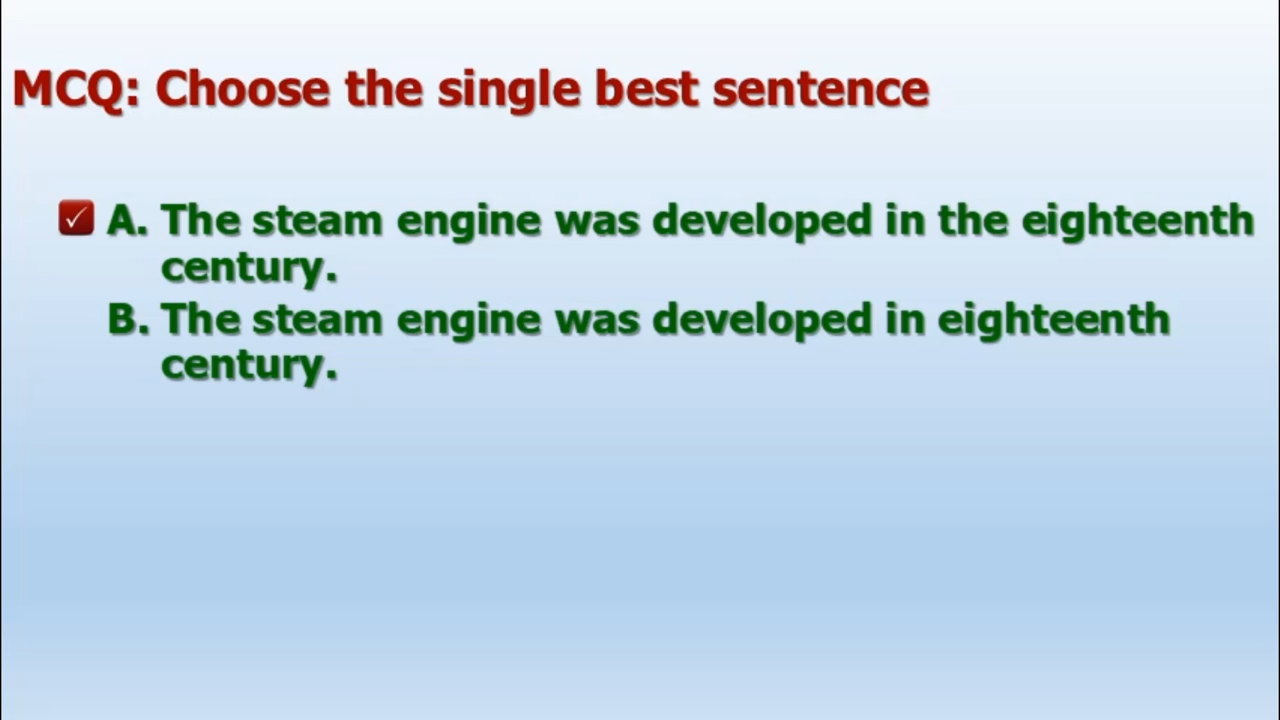 MCQ: Choose the single best sentence
A. The steam engine was developed in the eighteenth
century.
B. The steam engine was developed in eighteenth
century.